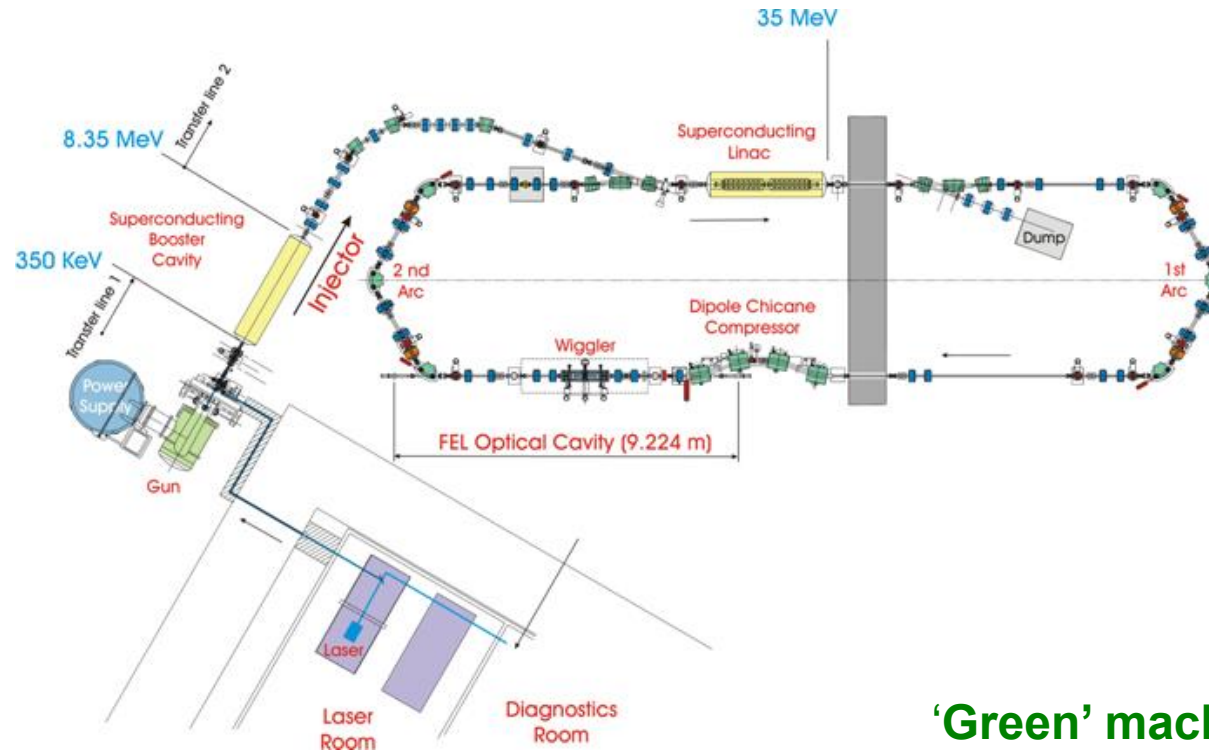 35 MeV
Transfer line 2
8.35 MeV
Superconducting
Linac
Superconducting
Booster
Cavity
Injector
350 KeV
Transfer line 1
Dump
2 nd
Arc
1st
Arc
Dipole Chicane
Compressor
Wiggler
Power
Supply
FEL Optical Cavity (9.224 m)
Gun
Laser
Laser
Room
Diagnostics
Room
‘Green’ mach